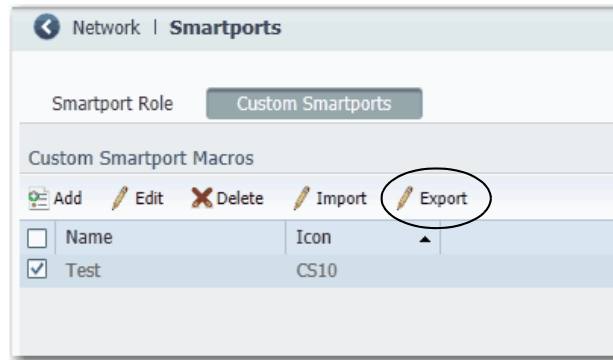 Network | Smartports
Smartport Role Custom Smartports
Custom Smartport Macros
Add Edit Delete Import Export
Name Icon
Test CS10